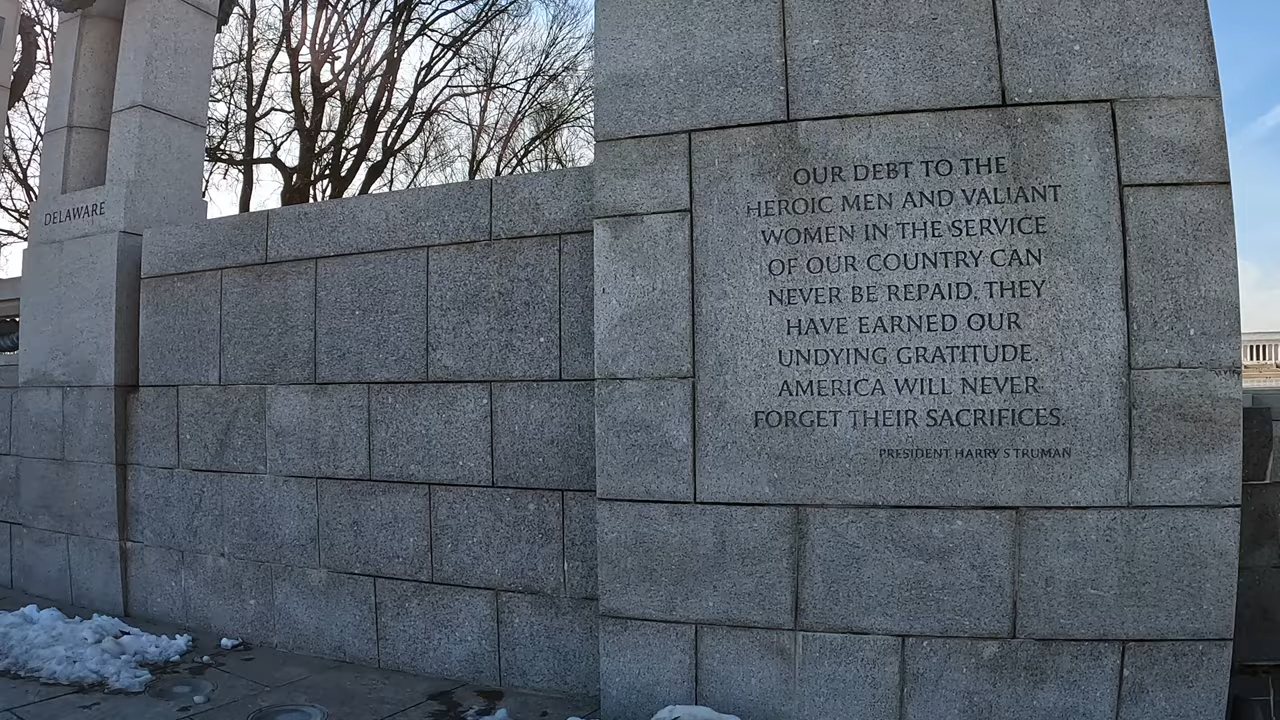 DELAWARE
OUR DEBT TO THE
HEROIC MEN AND VALIANT
WOMEN IN THE SERVICE
OF OUR COUNTRY CAN
NEVER BE REPAID. THEY
HAVE EARNED OUR
UNDYING GRATITUDE.
AMERICA WILL NEVER
FORGET THEIR SACRIFICES.
PRESIDENT HARRY S TRUMAN